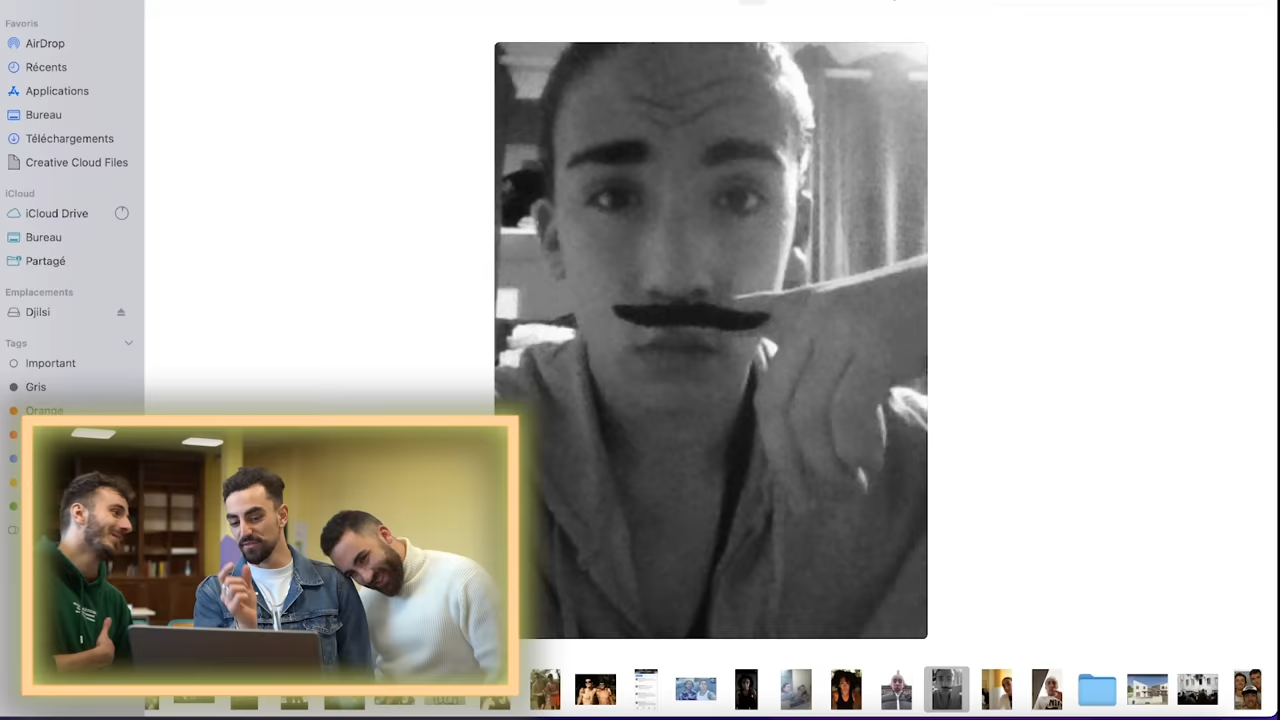 Favoris
AirDrop
Récents
Applications
Bureau
Téléchargements
Creative Cloud Files
iCloud
iCloud Drive
Bureau
Partagé
Emplacements
Djilsi
Tags
Important
Gris
Orange